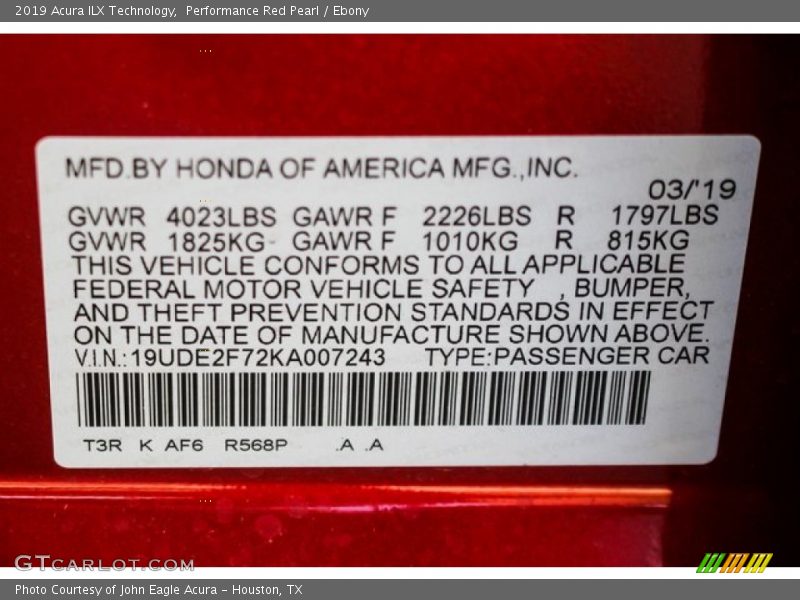 2019 Acura ILX Technology,  Performance Red Pearl / Ebony
MFD.BY HONDA OF AMERICA MFG.,INC.
03/'19
GVWR 4023LBS GAWR F 2226LBS R 1797LBS
GVWR 1825KG GAWR F 1010KG R 815KG
THIS VEHICLE CONFORMS TO ALL APPLICABLE
FEDERAL MOTOR VEHICLE SAFETY , BUMPER,
AND THEFT PREVENTION STANDARDS IN EFFECT
ON THE DATE OF MANUFACTURE SHOWN ABOVE.
V.I.N.:19UDE2F72KA007243 TYPE:PASSENGER CAR
T3R K AF6 R568P .A .A
GTCARLOT.COM
Photo Courtesy of John Eagle Acura - Houston, TX